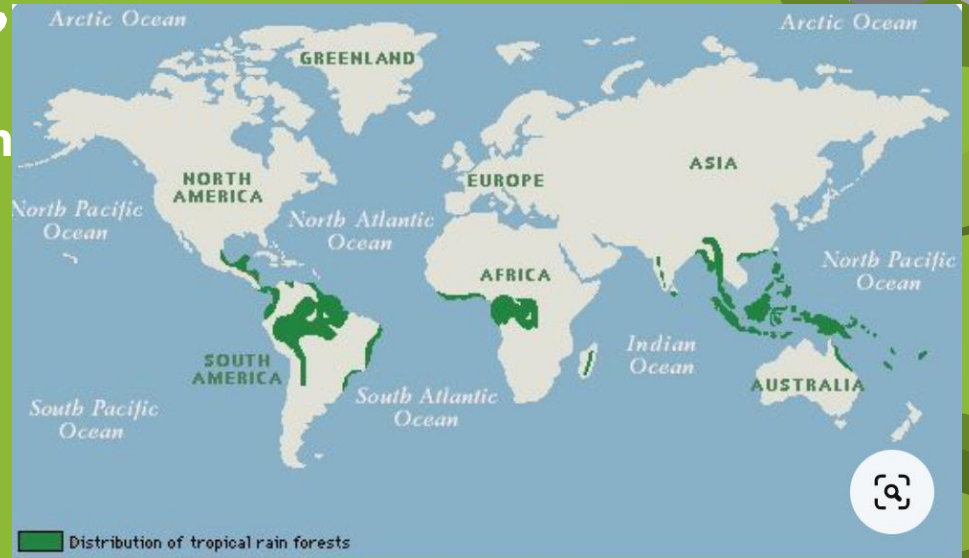 Arctic Ocean
Arctic Ocean
GREENLAND
NORTH
AMERICA
EUROPE
ASIA
North Pacific
Ocean
North Atlantic
Ocean
AFRICA
North Pacific
Ocean
SOUTH
AMERICA
Indian
Ocean
AUSTRALIA
South Pacific
Ocean
South Atlantic
Ocean
Distribution of tropical rain forests